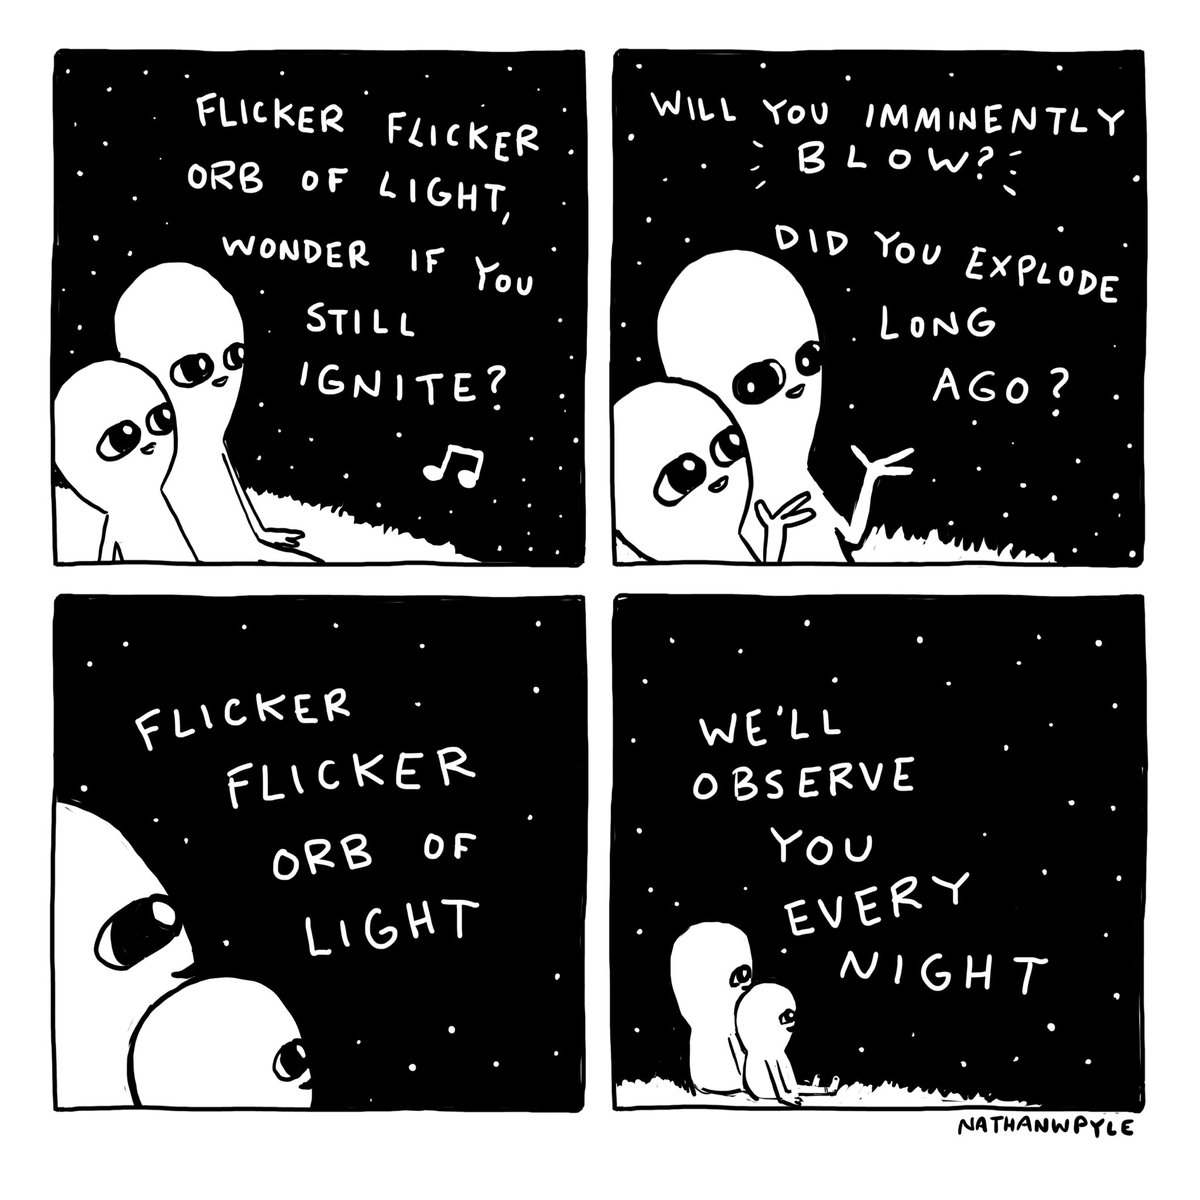 FLICKER FLICKER
ORB OF LIGHT,
WONDER IF YOU
STILL
IGNITE?
WILL YOU IMMINENTLY
BLOW?
DID YOU EXPLODE
LONG
AGO?
FLICKER
FLICKER
ORB OF
LIGHT
WE'LL
OBSERVE
YOU
EVERY
NIGHT
NATHANWPYLE